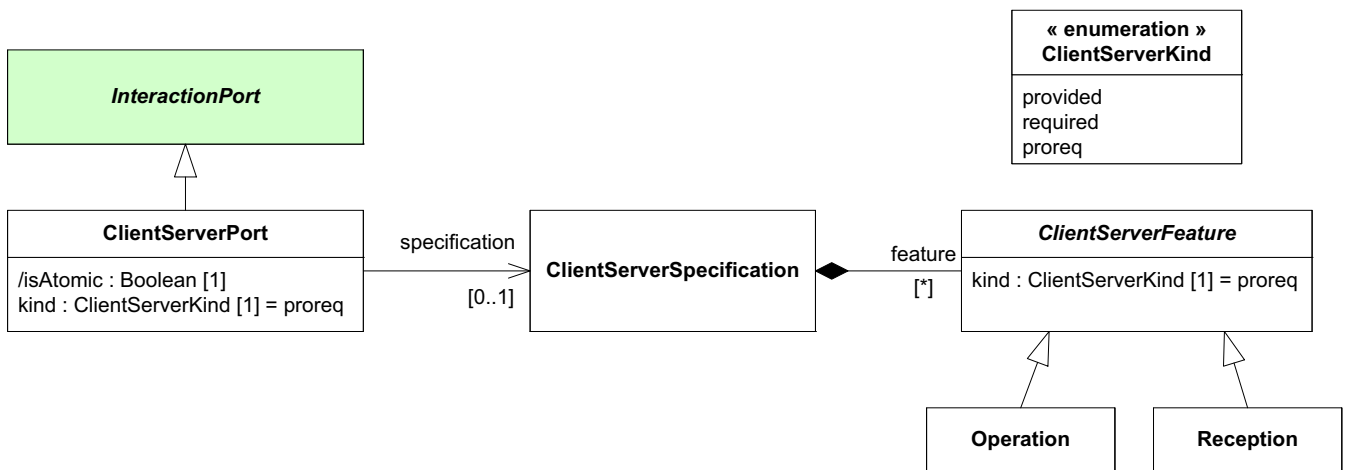 « enumeration »
ClientServerKind
provided
required
proreq
InteractionPort
ClientServerPort
/isAtomic : Boolean [1]
kind : ClientServerKind [1] = proreq
specification
[0..1]
ClientServerSpecification
feature
[*]
ClientServerFeature
kind : ClientServerKind [1] = proreq
Operation
Reception